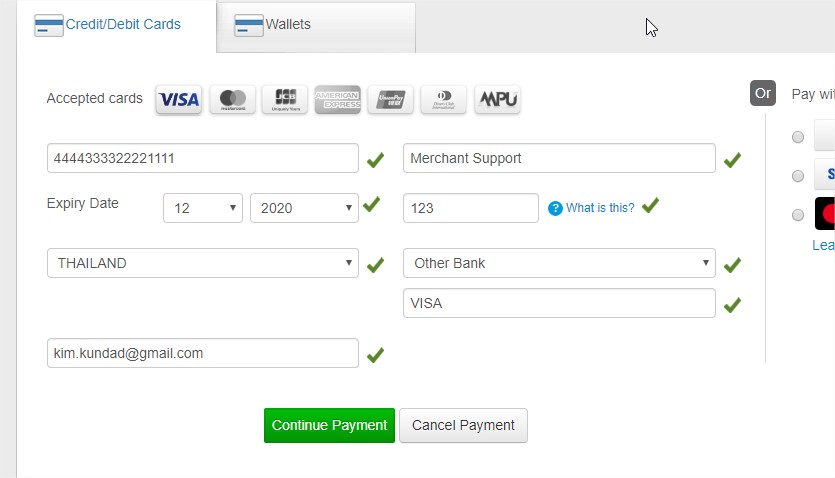 Credit/Debit Cards
Wallets
Accepted cards
VISA
mastercard
JCB
AMERICAN EXPRESS
UnionPay
Diners Club
MPU
Or
Pay wit
4444333322221111
Merchant Support
Expiry Date
12
2020
123
? What is this?
S
THAILAND
Other Bank
Lea
VISA
kim.kundad@gmail.com
Continue Payment
Cancel Payment